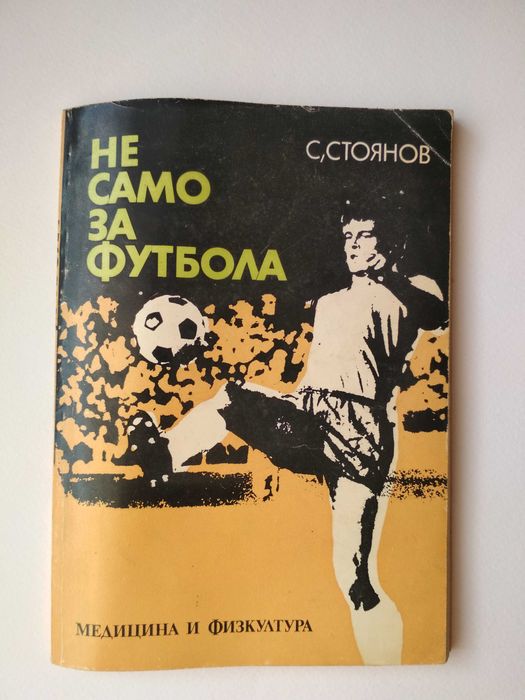 НЕ
САМО
ЗА
ФУТБОЛА
С,СТОЯНОВ
МЕДИЦИНА И ФИЗКУЛТУРА